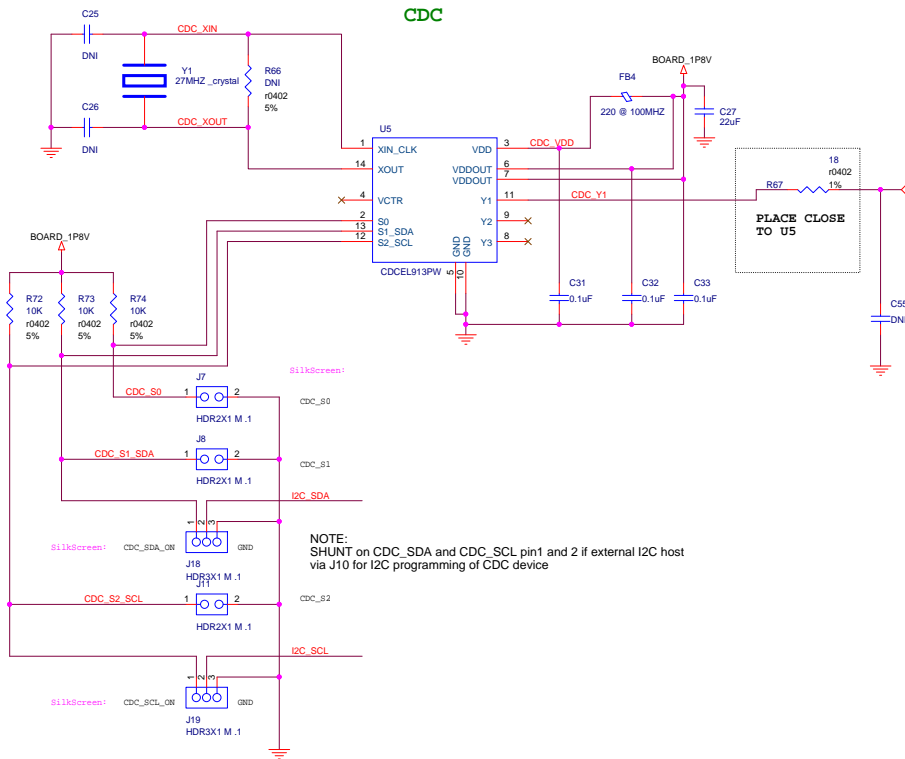 CDC
C25
DNI
CDC_XIN
Y1
27MHZ _crystal
R66
DNI
r0402
5%
C26
DNI
CDC_XOUT
U5
1
XIN_CLK
14
XOUT
4
VCTR
2
S0
13
S1_SDA
12
S2_SCL
VDD
3
CDC_VDD
VDDOUT
6
VDDOUT
7
Y1
11
CDC_Y1
Y2
9
Y3
8
GND
GND
5
10
CDCEL913PW
FB4
220 @ 100MHZ
BOARD_1P8V
C27
22uF
18
r0402
R67
1%
PLACE CLOSE
TO U5
C55
DNI
C31
0.1uF
C32
0.1uF
C33
0.1uF
BOARD_1P8V
R72
10K
r0402
5%
R73
10K
r0402
5%
R74
10K
r0402
5%
SilkScreen:
J7
CDC_S0
1
2
HDR2X1 M .1
CDC_S0
J8
CDC_S1_SDA
1
2
HDR2X1 M .1
CDC_S1
I2C_SDA
1
2
3
SilkScreen:
CDC_SDA_ON
GND
J18
HDR3X1 M .1
NOTE:
SHUNT on CDC_SDA and CDC_SCL pin1 and 2 if external I2C host
via J10 for I2C programming of CDC device
J11
CDC_S2_SCL
1
2
HDR2X1 M .1
CDC_S2
I2C_SCL
1
2
3
SilkScreen:
CDC_SCL_ON
GND
J19
HDR3X1 M .1